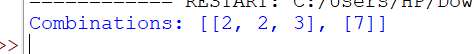 ============ RESTART: C:/Users/HP/Dow
Combinations: [[2, 2, 3], [7]]
>>